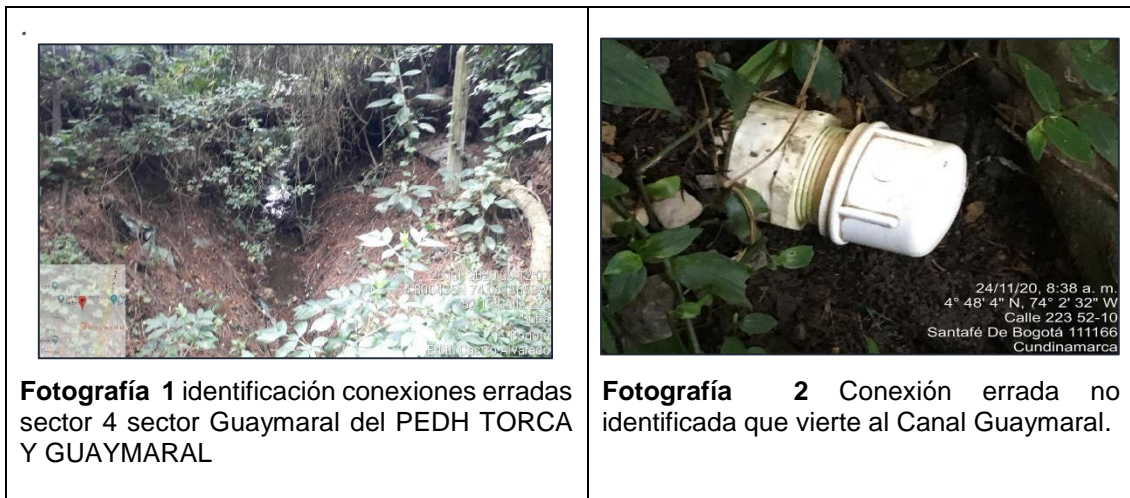 Fotografía 1 identificación conexiones erradas
sector 4 sector Guaymaral del PEDH TORCA
Y GUAYMARAL
24/11/20, 8:38 a. m.
4° 48' 4" N, 74° 2' 32" W
Calle 223 52-10
Santafé De Bogotá 111166
Cundinamarca
Fotografía 2 Conexión errada no
identificada que vierte al Canal Guaymaral.